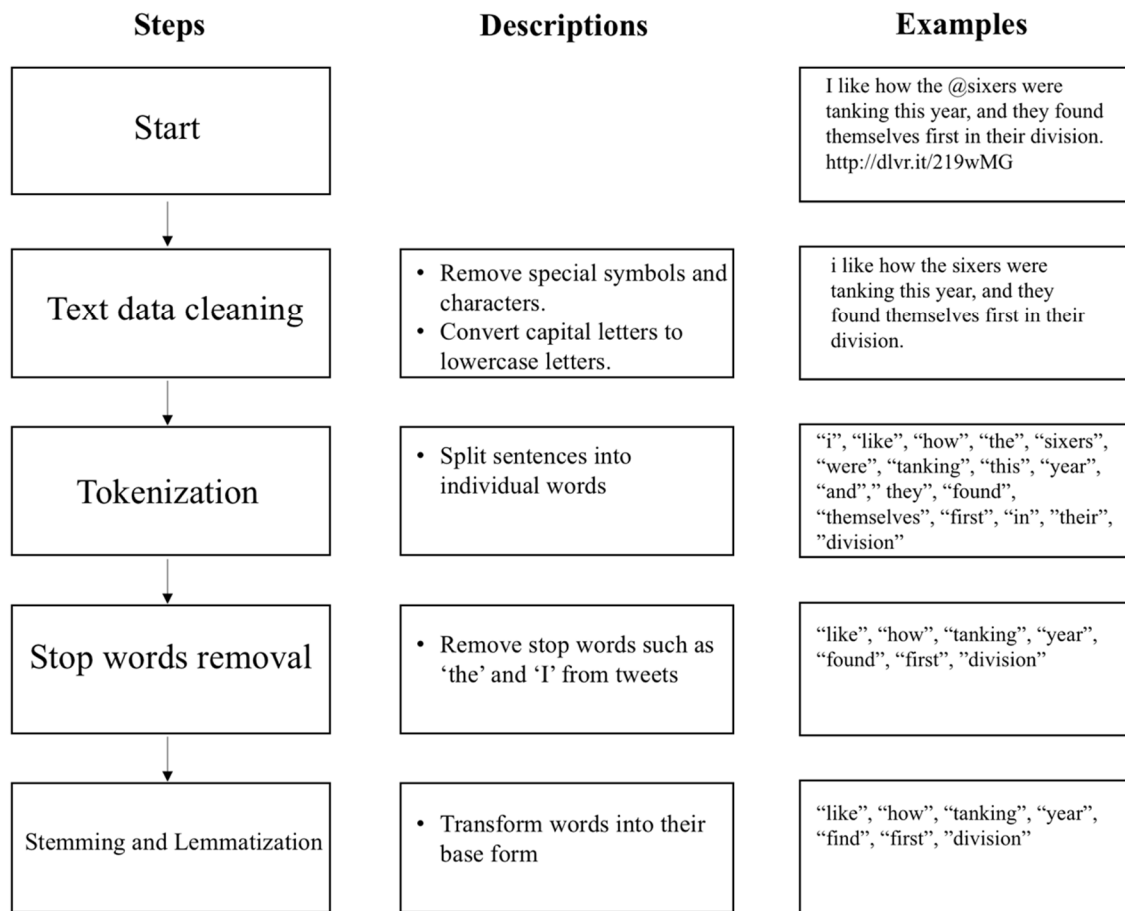 Steps
Descriptions
Examples
Start
I like how the @sixers were
tanking this year, and they found
themselves first in their division.
http://dlvr.it/219wMG
Text data cleaning
• Remove special symbols and
characters.
• Convert capital letters to
lowercase letters.
i like how the sixers were
tanking this year, and they
found themselves first in their
division.
Tokenization
• Split sentences into
individual words
“i”, “like”, “how”, “the”, “sixers”,
“were”, “tanking”, “this”, “year”,
“and”,” they”, “found”,
“themselves”, “first”, “in”, ”their”,
”division”
Stop words removal
• Remove stop words such as
‘the’ and ‘I’ from tweets
“like”, “how”, “tanking”, “year”,
“found”, “first”, ”division”
Stemming and Lemmatization
• Transform words into their
base form
“like”, “how”, “tanking”, “year”,
“find”, “first”, ”division”